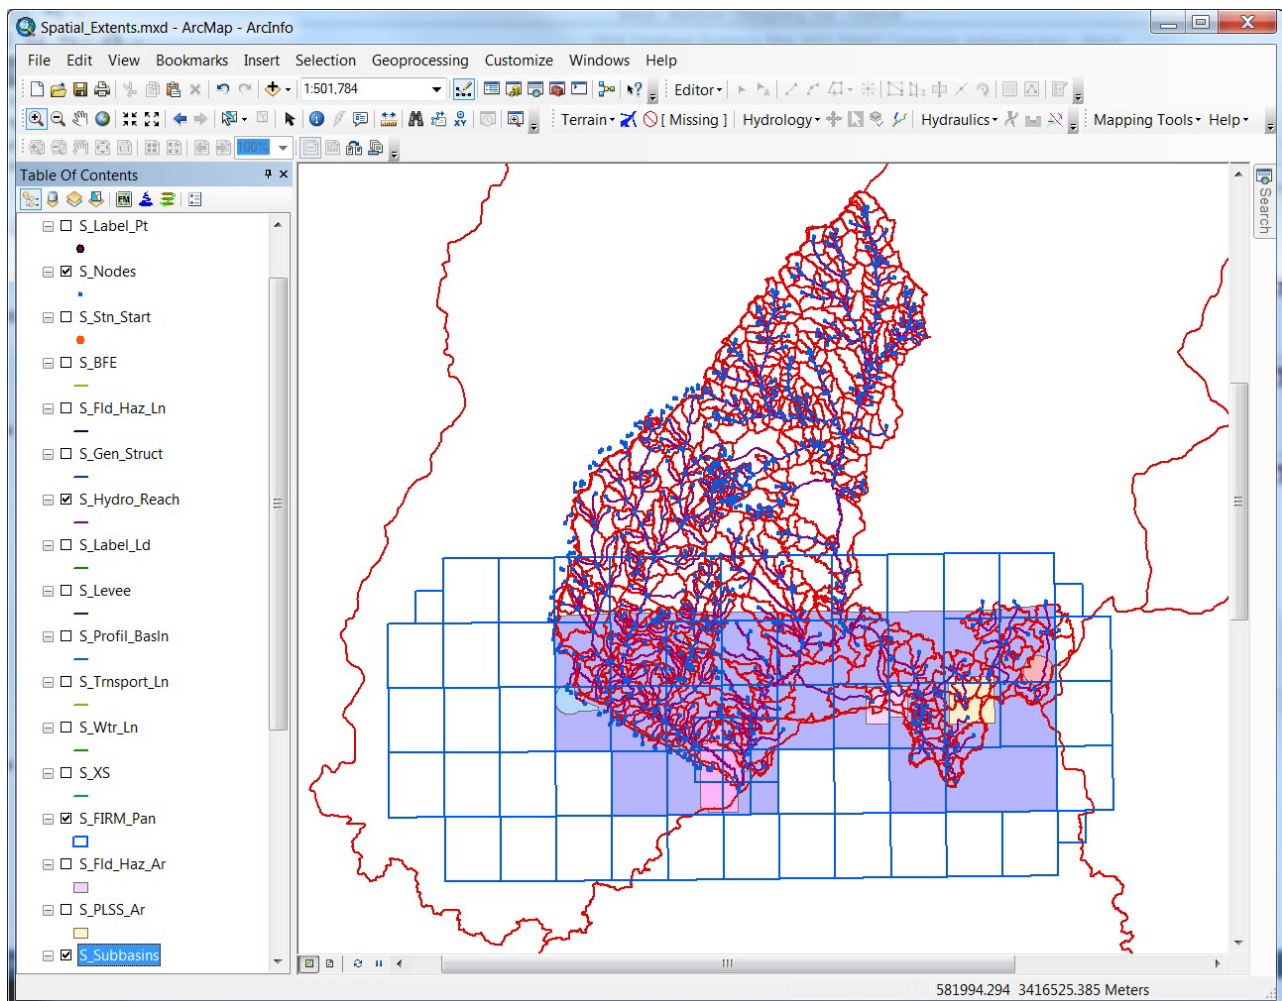 Spatial_Extents.mxd - ArcMap - ArcInfo
File Edit View Bookmarks Insert Selection Geoprocessing Customize Windows Help
1:501,784 Editor
Terrain [ Missing ] Hydrology Hydraulics Mapping Tools Help
100%
Table Of Contents
Search
S_Label_Pt
S_Nodes
S_Stn_Start
S_BFE
S_Fld_Haz_Ln
S_Gen_Struct
S_Hydro_Reach
S_Label_Ld
S_Levee
S_Profil_Basln
S_Trnsport_Ln
S_Wtr_Ln
S_XS
S_FIRM_Pan
S_Fld_Haz_Ar
S_PLSS_Ar
S_Subbasins
581994.294 3416525.385 Meters